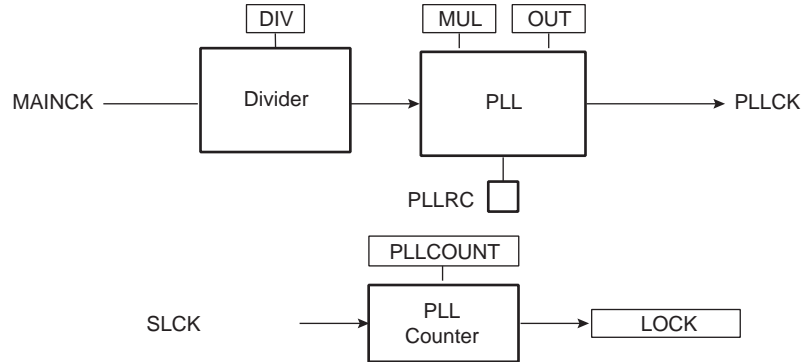 DIV
MUL
OUT
MAINCK
Divider
PLL
PLLCK
PLLRC
PLLCOUNT
SLCK
PLL
Counter
LOCK